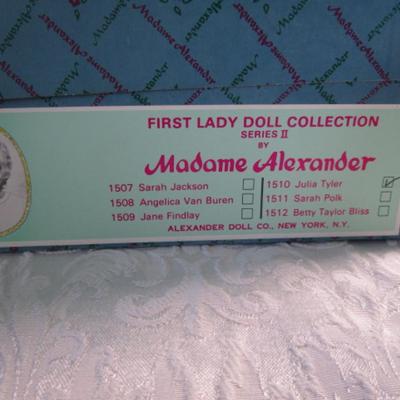 FIRST LADY DOLL COLLECTION
SERIES II
BY
Madame Alexander
1507 Sarah Jackson
1508 Angelica Van Buren
1509 Jane Findlay
1510 Julia Tyler
1511 Sarah Polk
1512 Betty Taylor Bliss
ALEXANDER DOLL CO., NEW YORK, N.Y.